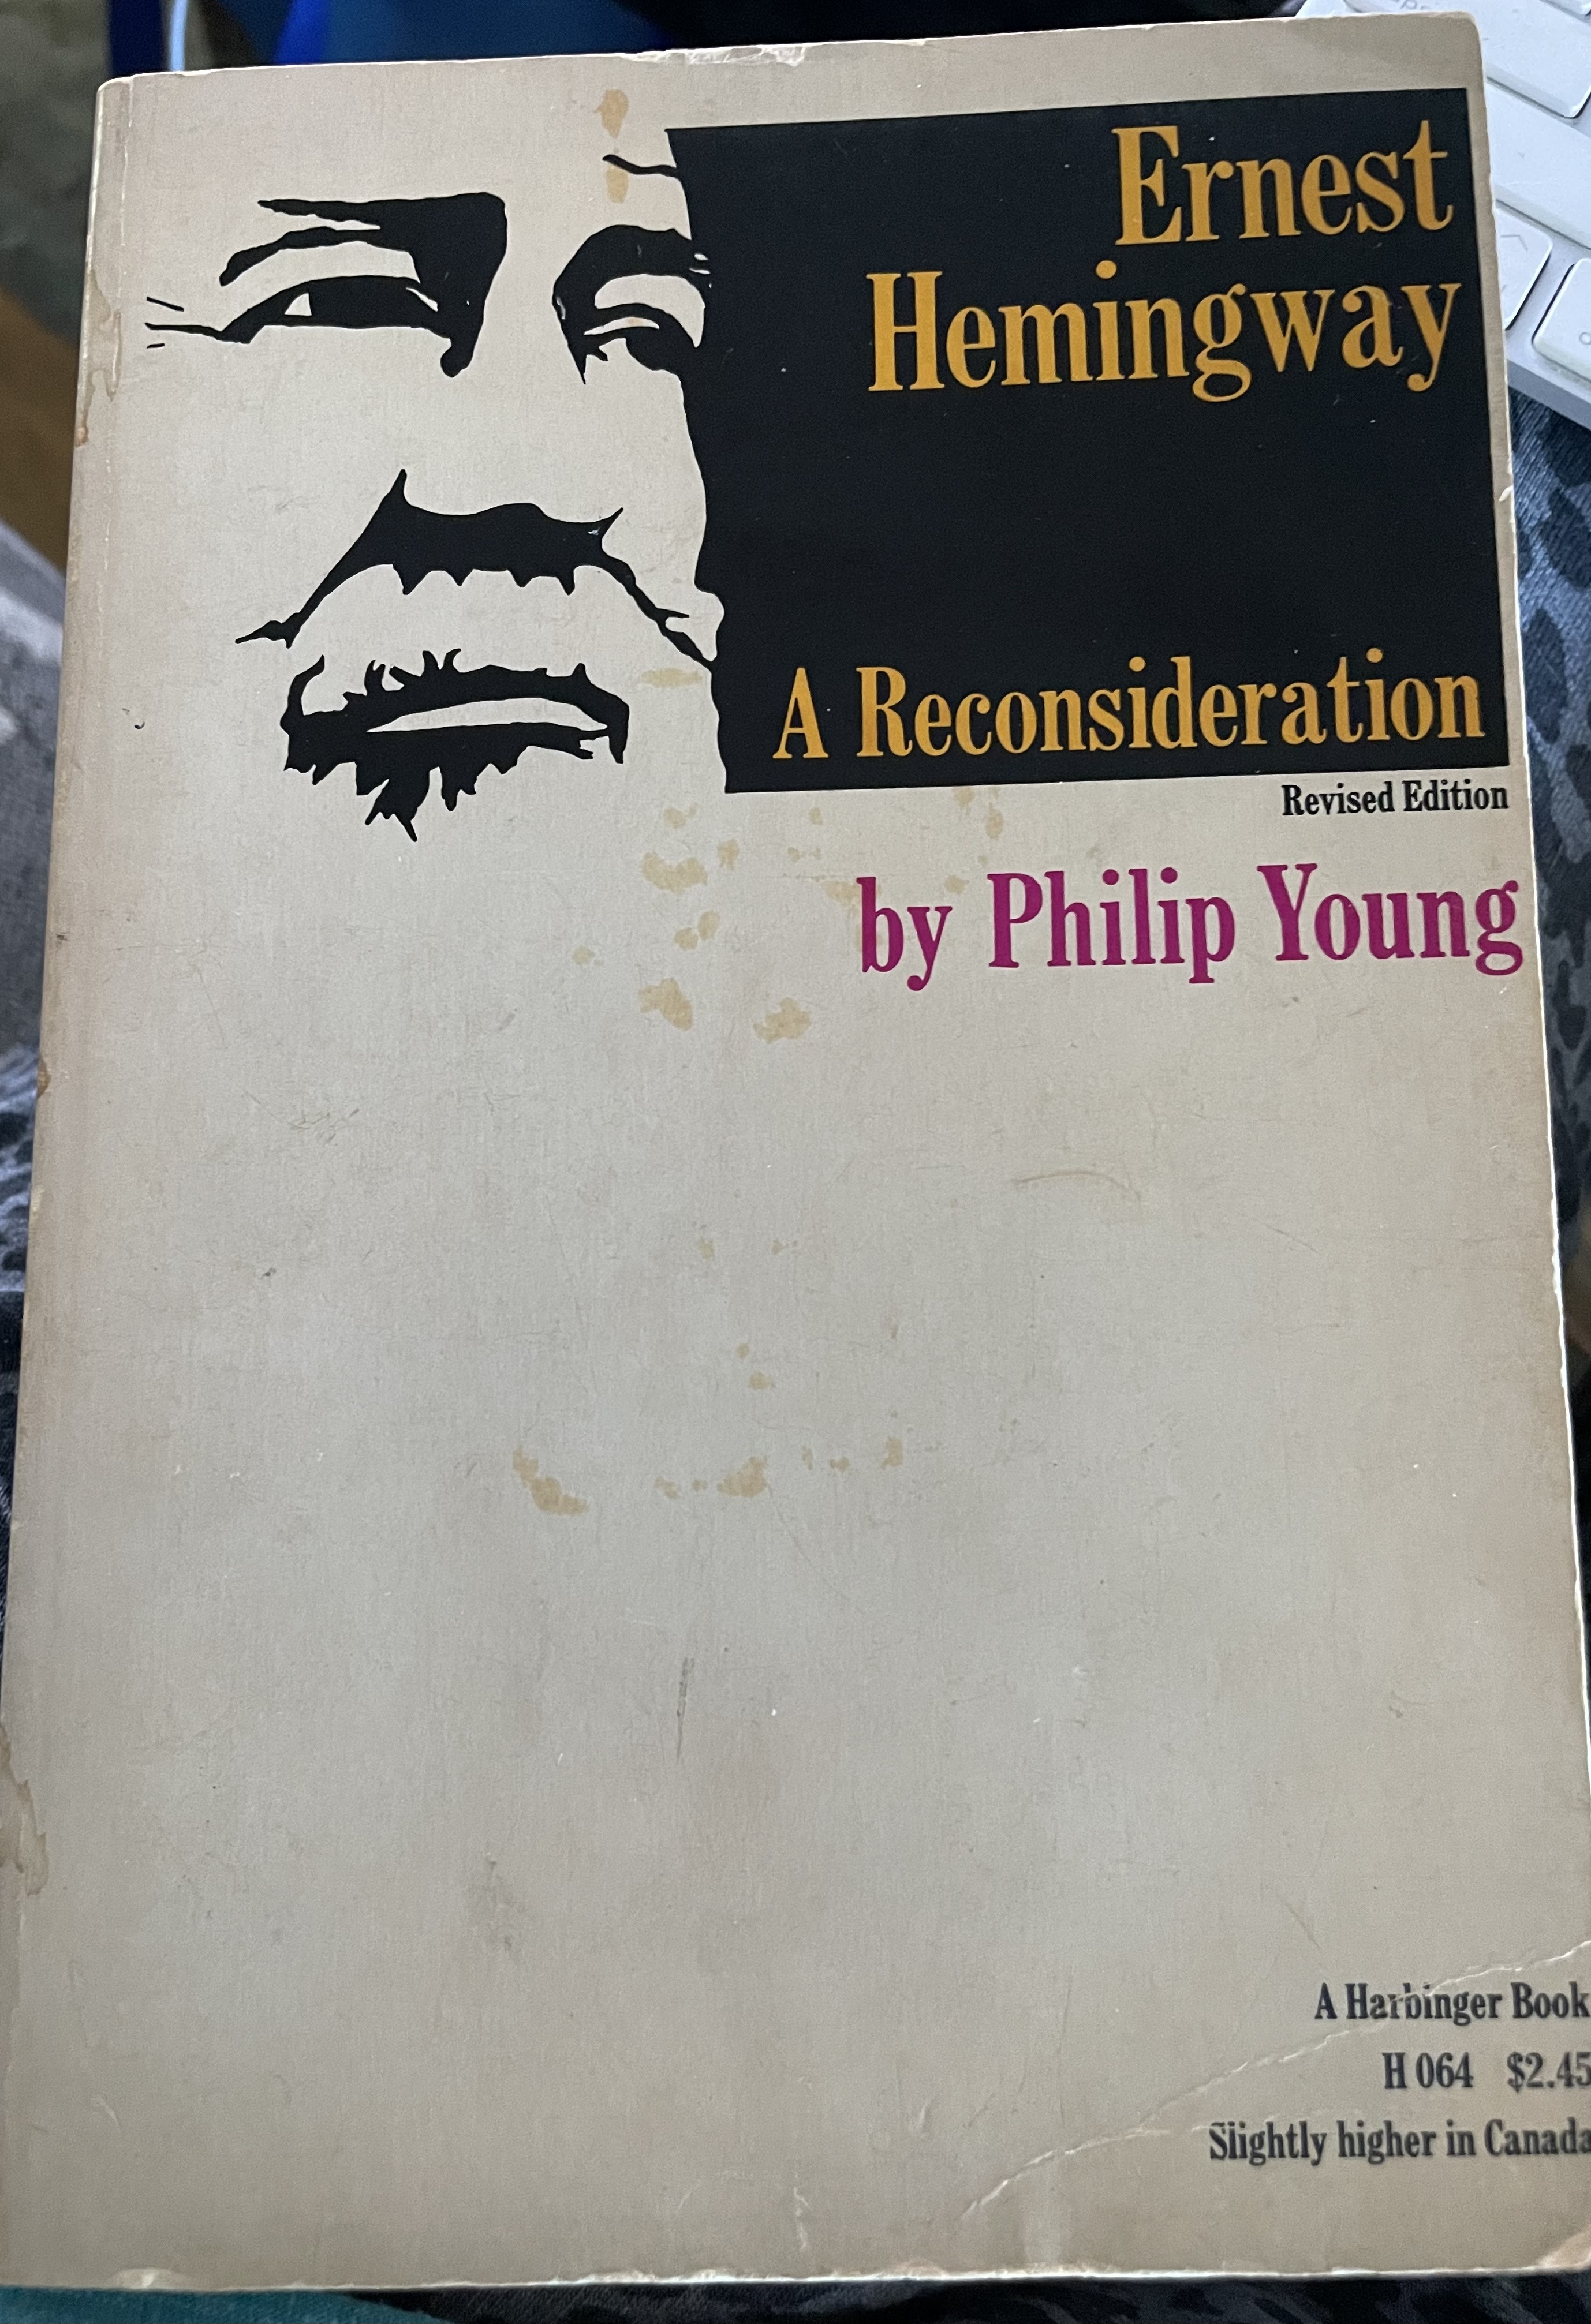 Ernest
Hemingway
A Reconsideration
Revised Edition
by Philip Young
A Harbinger Book
H 064 $2.45
Slightly higher in Canada